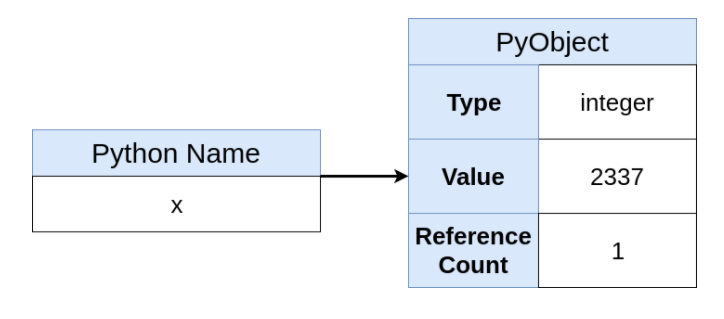 Python Name
x
PyObject
Type integer
Value 2337
Reference
Count 1